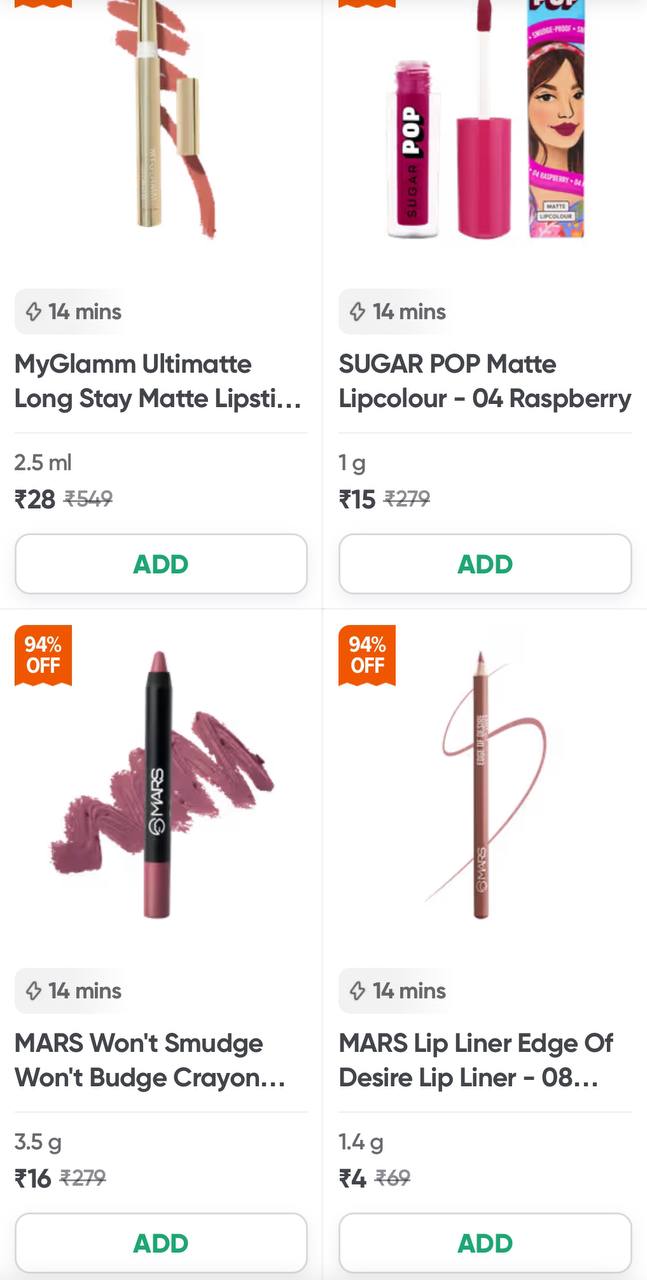 POP
SMUDGE-PROOF
SUGAR POP
04 RASPBERRY
MATTE
LIPCOLOUR
14 mins
14 mins
MyGlamm Ultimatte
Long Stay Matte Lipsti...
SUGAR POP Matte
Lipcolour - 04 Raspberry
2.5 ml
1 g
₹28 ₹549
₹15 ₹279
ADD
ADD
94%
OFF
94%
OFF
MARS
EDGE OF DESIRE
MARS
14 mins
14 mins
MARS Won't Smudge
Won't Budge Crayon...
MARS Lip Liner Edge Of
Desire Lip Liner - 08...
3.5 g
1.4 g
₹16 ₹279
₹4 ₹69
ADD
ADD